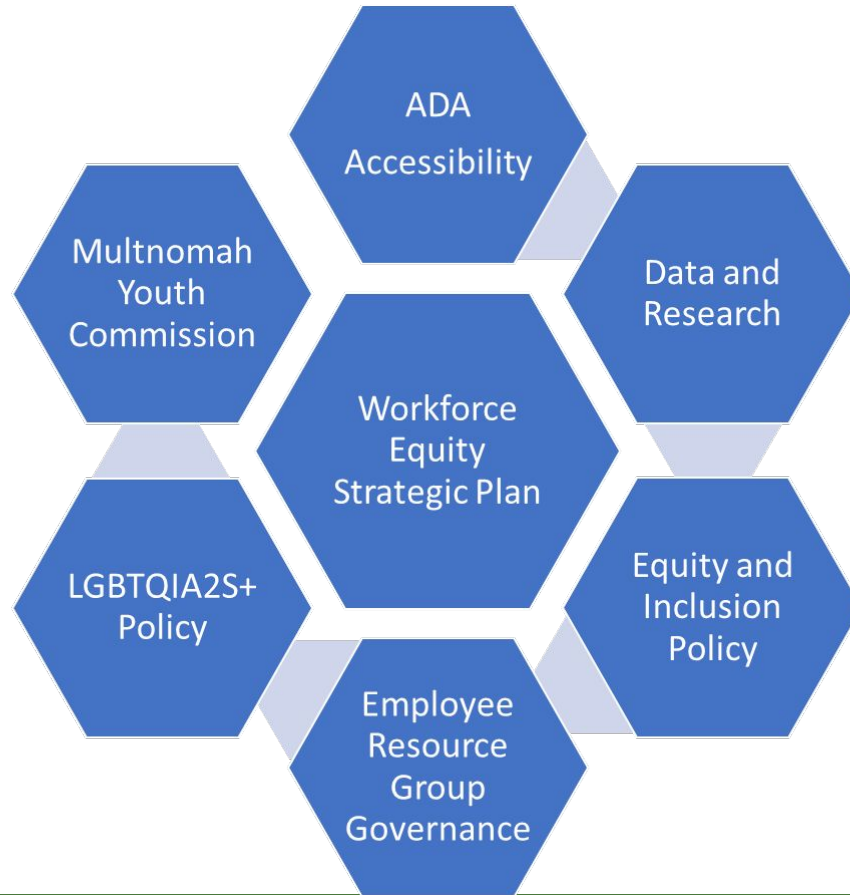 ADA
Accessibility
Data and
Research
Equity and
Inclusion
Policy
Employee
Resource
Group
Governance
LGBTQIA2S+
Policy
Multnomah
Youth
Commission
Workforce
Equity
Strategic Plan